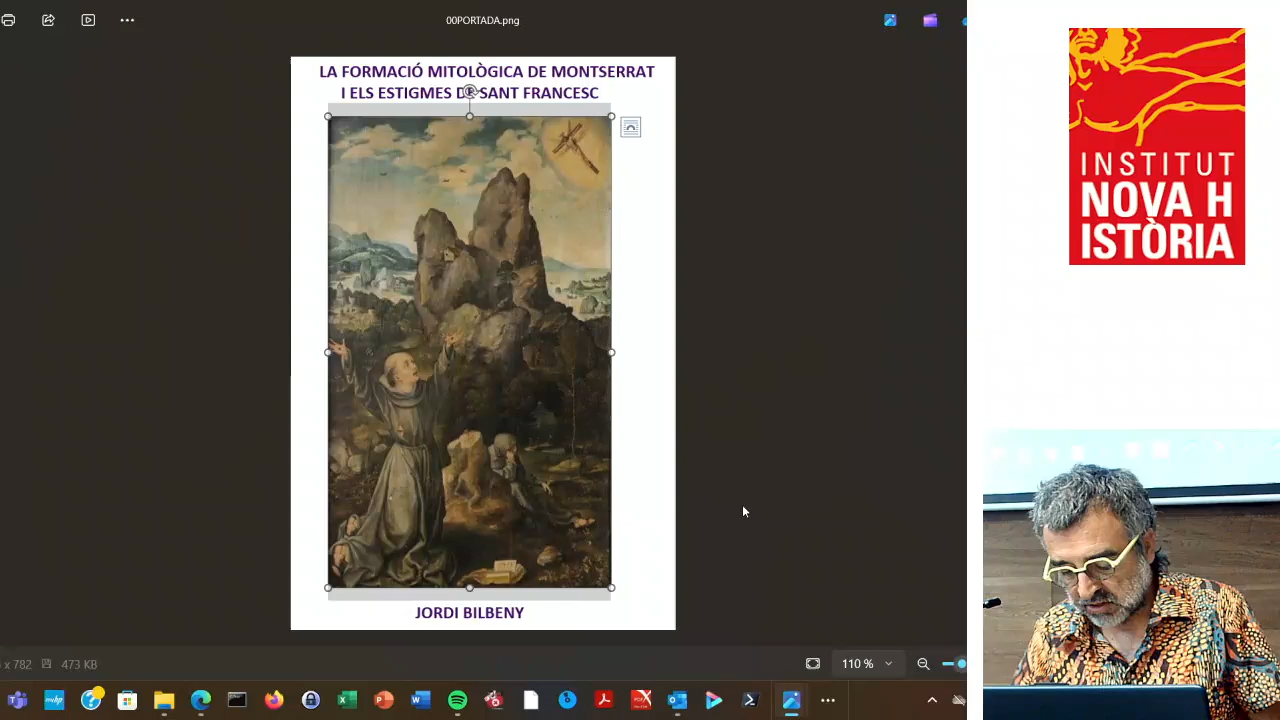 00PORTADA.png
LA FORMACIÓ MITOLÒGICA DE MONTSERRAT
I ELS ESTIGMES DE SANT FRANCESC
JORDI BILBENY
x 782
473 KB
110 %
INSTITUT
NOVA H
ISTÒRIA